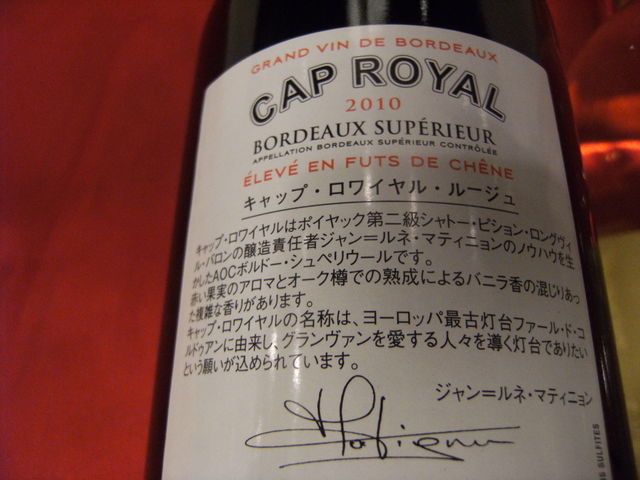 GRAND VIN DE BORDEAUX
CAP ROYAL
2010
BORDEAUX SUPÉRIEUR
APPELLATION BORDEAUX SUPÉRIEUR CONTRÔLÉE
ÉLEVÉ EN FUTS DE CHÊNE
キャップ・ロワイヤル・ルージュ
キャップ・ロワイヤルはポイヤック第二級シャトー・ピション・ロングヴィ
ル・バロンの醸造責任者ジャン=ルネ・マティニョンのノウハウを生
かしたAOCボルドー・シュペリウールです。
赤い果実のアロマとオーク樽での熟成によるバニラ香の混じりあっ
た複雑な香りがあります。
キャップ・ロワイヤルの名称は、ヨーロッパ最古灯台ファール・ド・コ
ルドゥアンに由来し、グランヴァンを愛する人々を導く灯台でありたい
という願いが込められています。
ジャン=ルネ・マティニョン
SULFITES